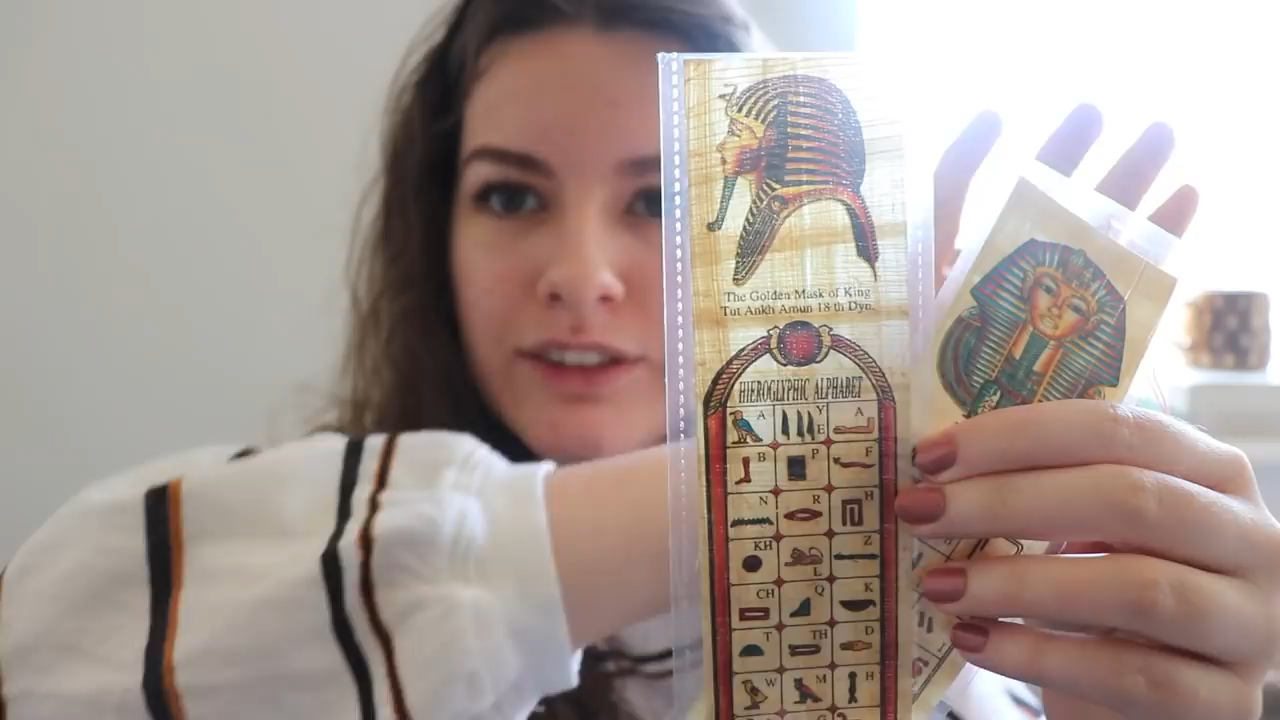 The Golden Mask of King
Tut Ankh Amun 18 th Dyn.
HIEROGLYPHIC ALPHABET
A Y E A
B P F
N R H
KH L Z
CH Q K
T TH D
W M H